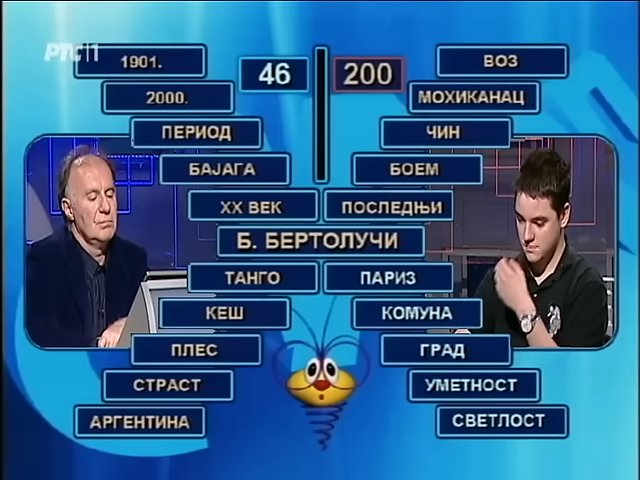 РТС 1
1901.
46
200
ВОЗ
2000.
МОХИКАНАЦ
ПЕРИОД
ЧИН
БАЈАГА
БОЕМ
XX ВЕК
ПОСЛЕДЊИ
Б. БЕРТОЛУЧИ
ТАНГО
ПАРИЗ
КЕШ
КОМУНА
ПЛЕС
ГРАД
СТРАСТ
УМЕТНОСТ
АРГЕНТИНА
СВЕТЛОСТ